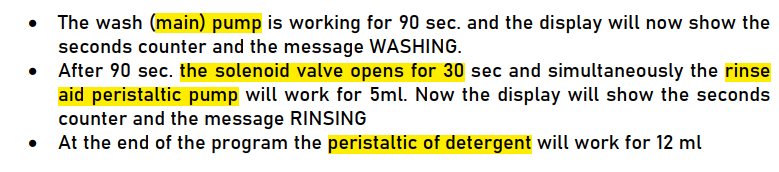 • The wash (main) pump is working for 90 sec. and the display will now show the
seconds counter and the message WASHING.
• After 90 sec. the solenoid valve opens for 30 sec and simultaneously the rinse
aid peristaltic pump will work for 5ml. Now the display will show the seconds
counter and the message RINSING
• At the end of the program the peristaltic of detergent will work for 12 ml